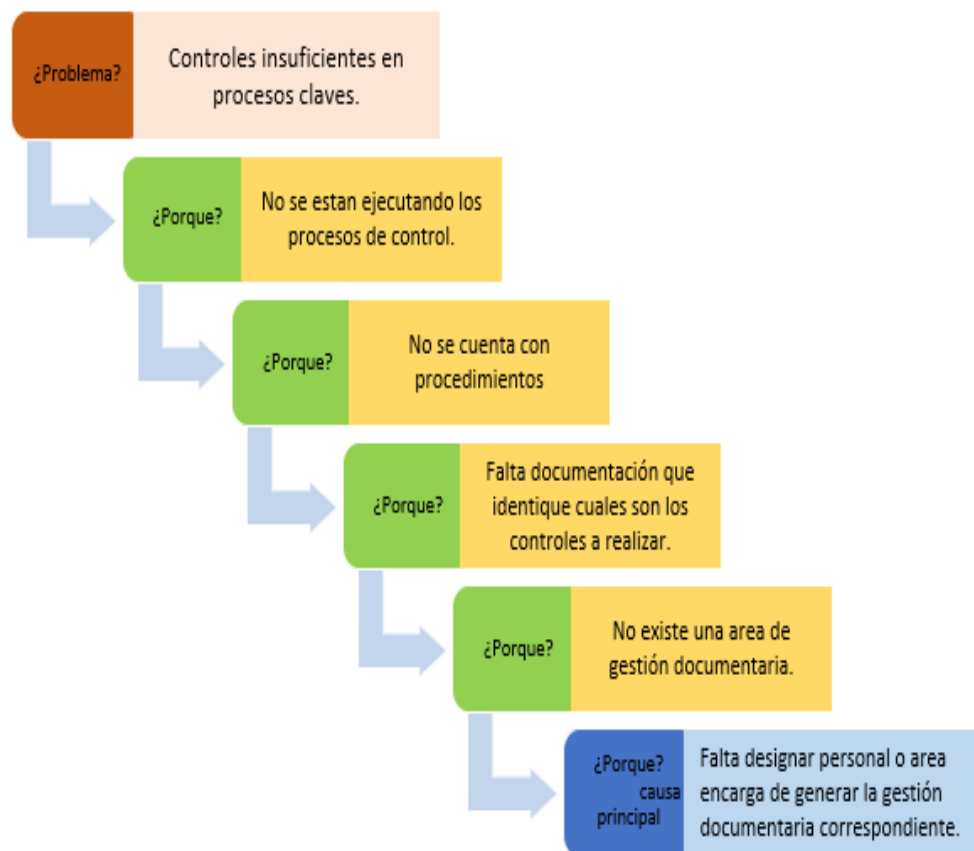 ¿Problema?
Controles insuficientes en
procesos claves.
¿Porque?
No se estan ejecutando los
procesos de control.
¿Porque?
No se cuenta con
procedimientos
¿Porque?
Falta documentación que
identique cuales son los
controles a realizar.
¿Porque?
No existe una area de
gestión documentaria.
¿Porque?
causa
principal
Falta designar personal o area
encarga de generar la gestión
documentaria correspondiente.